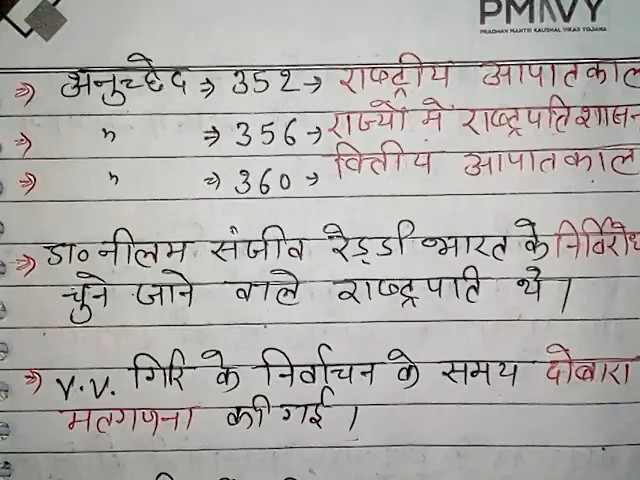 PMKVY
PRADHAN MANTRI KAUSHAL VIKAS YOJANA
⇒ अनुच्छेद ⇒ 352 → राष्ट्रीय आपातकाल
⇒ " ⇒ 356 → राज्यों में राष्ट्रपति शासन
⇒ " ⇒ 360 → वित्तीय आपातकाल
⇒ डा० नीलम संजीव रेड्डी भारत के निर्विरोध
चुने जाने वाले राष्ट्रपति थे।
⇒ V.V. गिरि के निर्वाचन के समय दोबारा
मतगणना की गई।